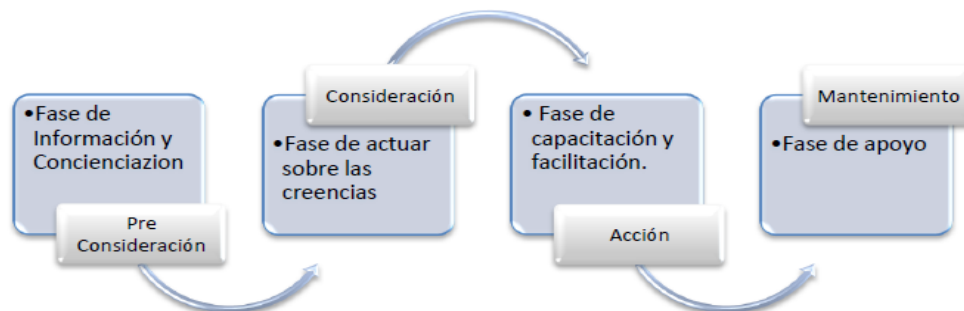 •Fase de
Información y
Concienciazion
Pre
Consideración
Consideración
•Fase de actuar
sobre las
creencias
• Fase de
capacitación y
facilitación.
Acción
Mantenimiento
•Fase de apoyo